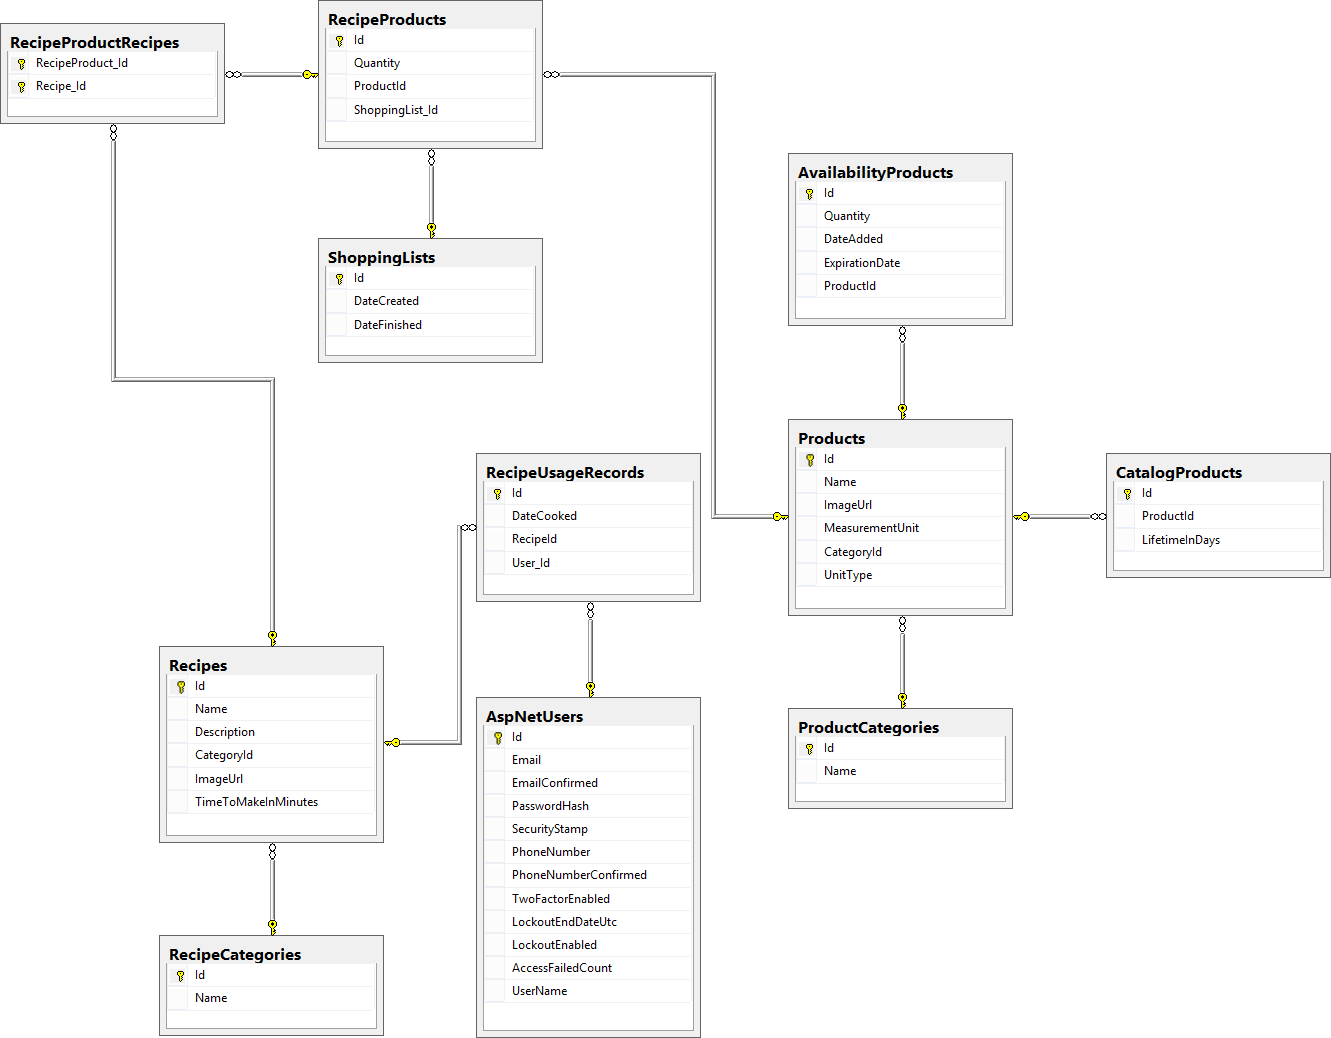 RecipeProductRecipes
RecipeProduct_Id
Recipe_Id
RecipeProducts
Id
Quantity
ProductId
ShoppingList_Id
ShoppingLists
Id
DateCreated
DateFinished
AvailabilityProducts
Id
Quantity
DateAdded
ExpirationDate
ProductId
Products
Id
Name
ImageUrl
MeasurementUnit
CategoryId
UnitType
CatalogProducts
Id
ProductId
LifetimeInDays
RecipeUsageRecords
Id
DateCooked
RecipeId
User_Id
Recipes
Id
Name
Description
CategoryId
ImageUrl
TimeToMakeInMinutes
AspNetUsers
Id
Email
EmailConfirmed
PasswordHash
SecurityStamp
PhoneNumber
PhoneNumberConfirmed
TwoFactorEnabled
LockoutEndDateUtc
LockoutEnabled
AccessFailedCount
UserName
ProductCategories
Id
Name
RecipeCategories
Id
Name